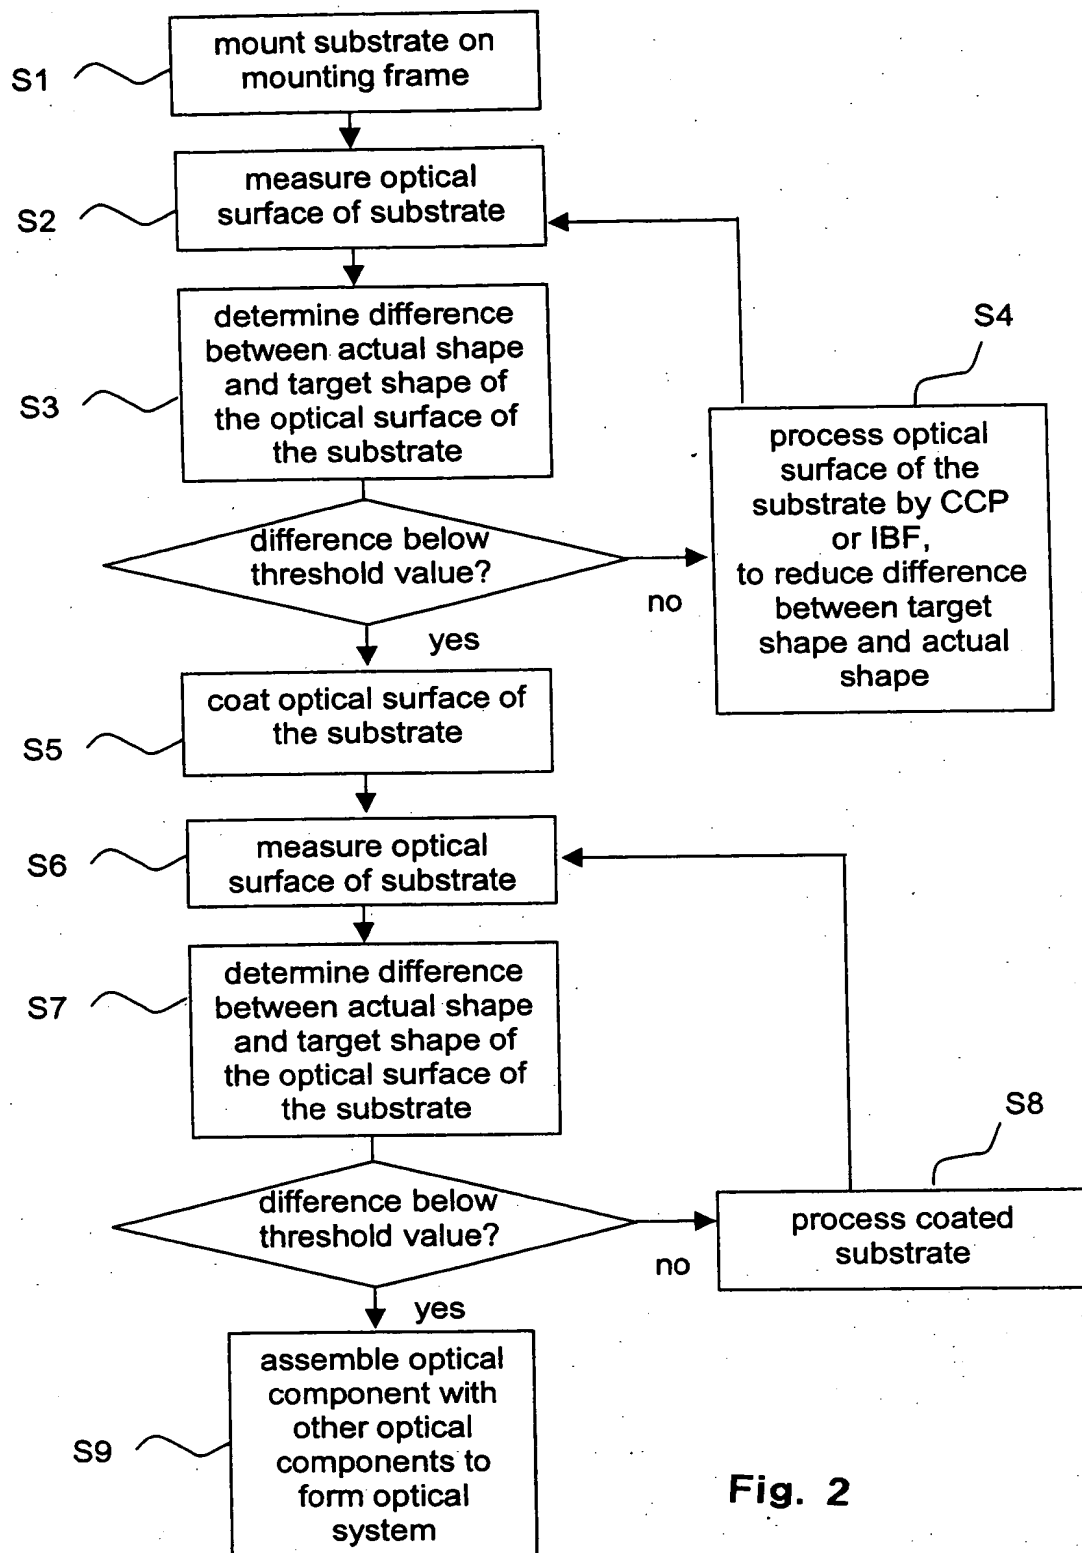 mount substrate on
mounting frame
S1
measure optical
surface of substrate
S2
determine difference
between actual shape
and target shape of
the optical surface of
the substrate
S3
S4
process optical
surface of the
substrate by CCP
or IBF,
to reduce difference
between target
shape and actual
shape
difference below
threshold value?
no
yes
coat optical surface of
the substrate
S5
measure optical
surface of substrate
S6
determine difference
between actual shape
and target shape of
the optical surface of
the substrate
S7
S8
process coated
substrate
difference below
threshold value?
no
yes
assemble optical
component with
other optical
components to
form optical
system
S9
Fig. 2